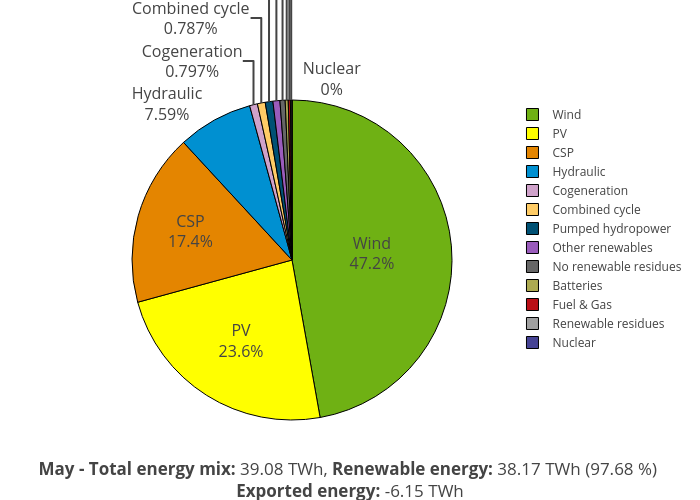 Combined cycle
0.787%
Cogeneration
0.797%
Hydraulic
7.59%
Nuclear
0%
CSP
17.4%
Wind
47.2%
PV
23.6%
Wind
PV
CSP
Hydraulic
Cogeneration
Combined cycle
Pumped hydropower
Other renewables
No renewable residues
Batteries
Fuel & Gas
Renewable residues
Nuclear
May - Total energy mix: 39.08 TWh, Renewable energy: 38.17 TWh (97.68 %)
Exported energy: -6.15 TWh